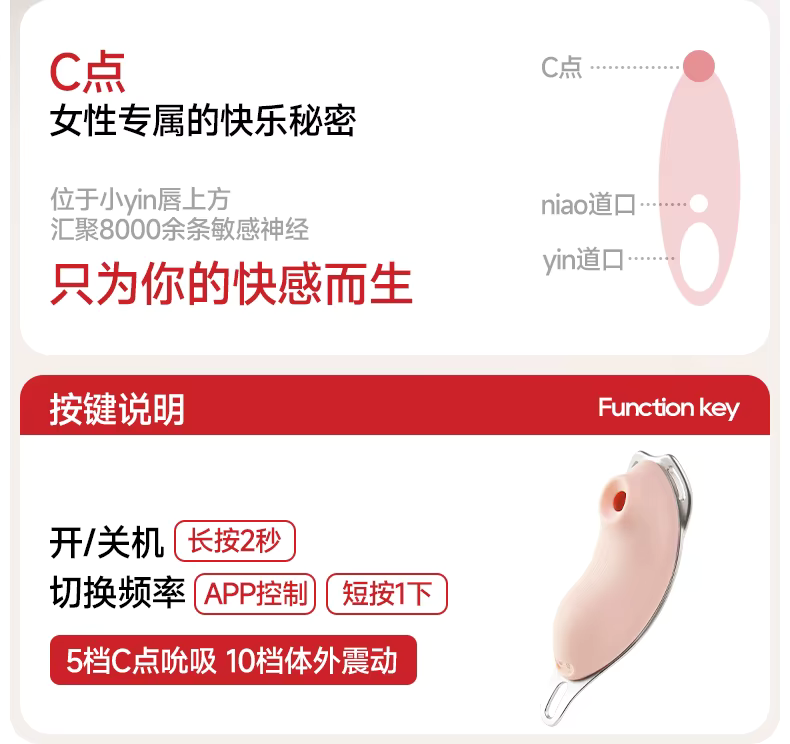 C点
女性专属的快乐秘密
位于小yin唇上方
汇聚8000余条敏感神经
只为你的快感而生
C点
niao道口
yin道口
按键说明 Function key
开/关机 长按2秒
切换频率 APP控制 短按1下
5档C点吮吸 10档体外震动